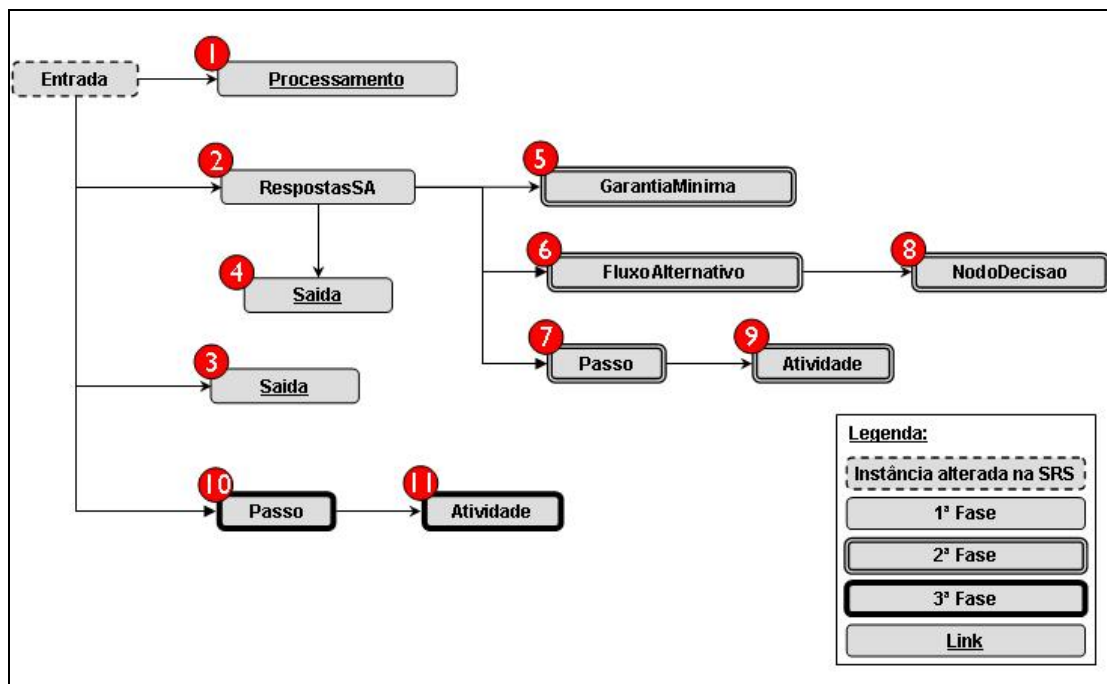 1
Entrada
Processamento
2
RespostasSA
5
GarantiaMinima
4
Saida
6
FluxoAlternativo
8
NodoDecisao
3
Saida
7
Passo
9
Atividade
10
Passo
11
Atividade
Legenda:
Instância alterada na SRS
1ª Fase
2ª Fase
3ª Fase
Link